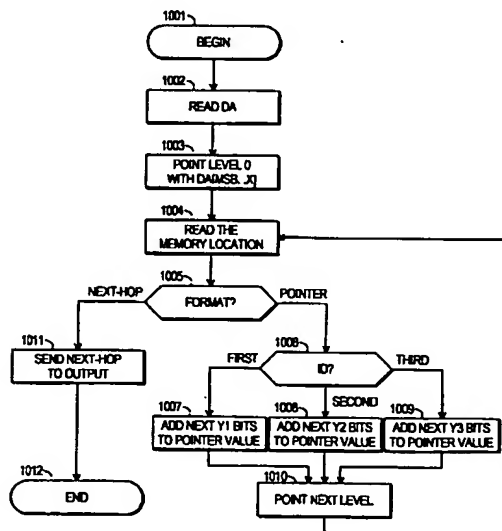 1001
BEGIN
1002
READ DA
1003
POINT LEVEL 0
WITH DA[MSB. .X]
1004
READ THE
MEMORY LOCATION
1005
NEXT-HOP
FORMAT?
POINTER
1011
SEND NEXT-HOP
TO OUTPUT
1006
FIRST
ID?
THIRD
SECOND
1007
ADD NEXT Y1 BITS
TO POINTER VALUE
1008
ADD NEXT Y2 BITS
TO POINTER VALUE
1009
ADD NEXT Y3 BITS
TO POINTER VALUE
1010
POINT NEXT LEVEL
1012
END